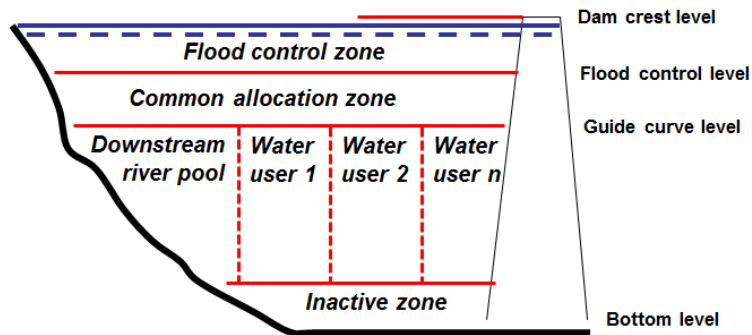 Dam crest level
Flood control zone
Flood control level
Common allocation zone
Guide curve level
Downstream river pool
Water user 1
Water user 2
Water user n
Inactive zone
Bottom level